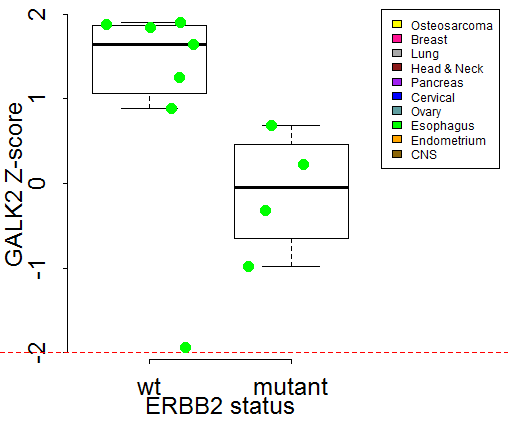 2
1
0
-1
-2
GALK2 Z-score
wt
mutant
ERBB2 status
Osteosarcoma
Breast
Lung
Head & Neck
Pancreas
Cervical
Ovary
Esophagus
Endometrium
CNS